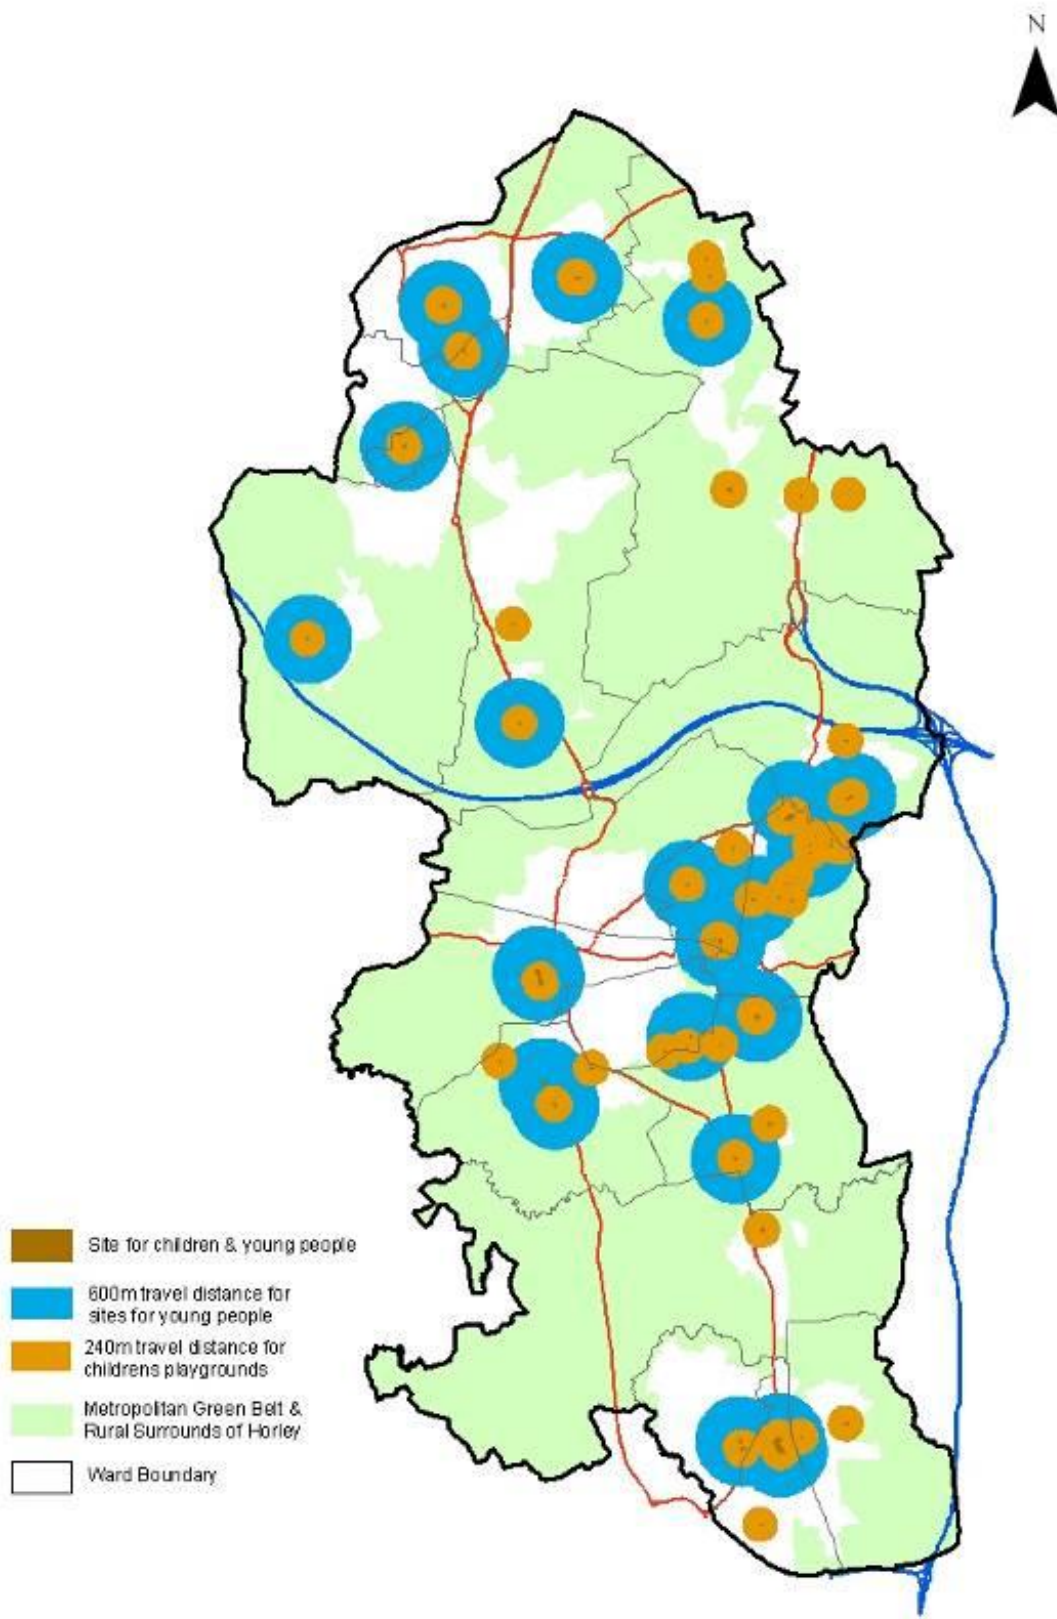 N
Site for children & young people
600m travel distance for
sites for young people
240m travel distance for
childrens playgrounds
Metropolitan Green Belt &
Rural Surrounds of Horley
Ward Boundary